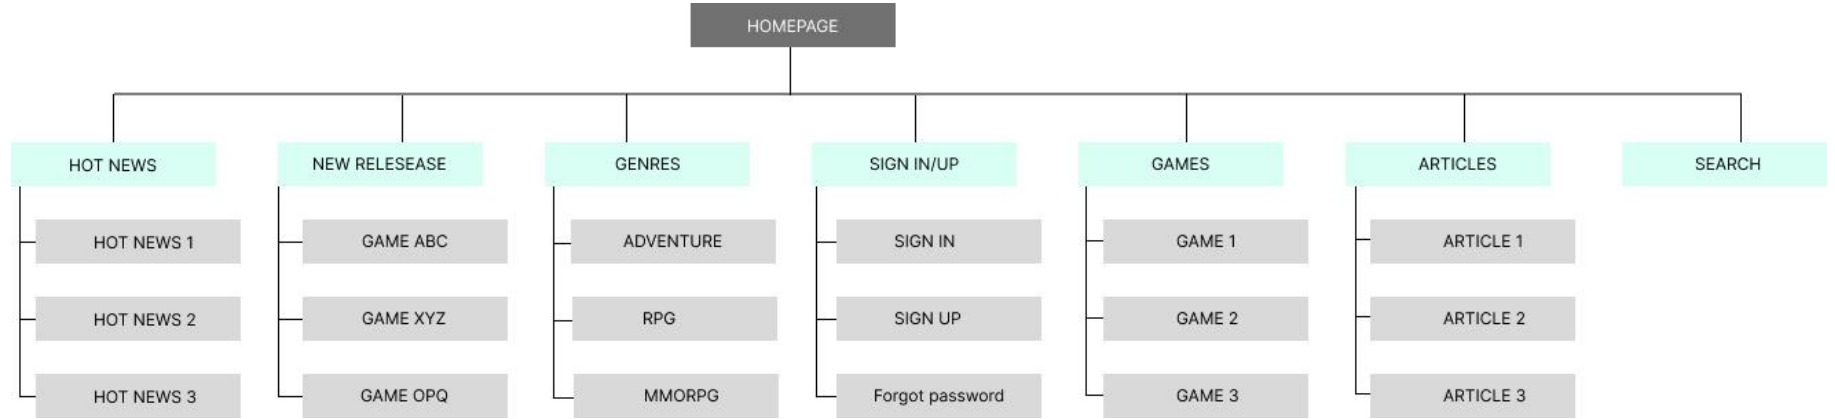 HOMEPAGE
HOT NEWS
NEW RELESEASE
GENRES
SIGN IN/UP
GAMES
ARTICLES
SEARCH
HOT NEWS 1
GAME ABC
ADVENTURE
SIGN IN
GAME 1
ARTICLE 1
HOT NEWS 2
GAME XYZ
RPG
SIGN UP
GAME 2
ARTICLE 2
HOT NEWS 3
GAME OPQ
MMORPG
Forgot password
GAME 3
ARTICLE 3